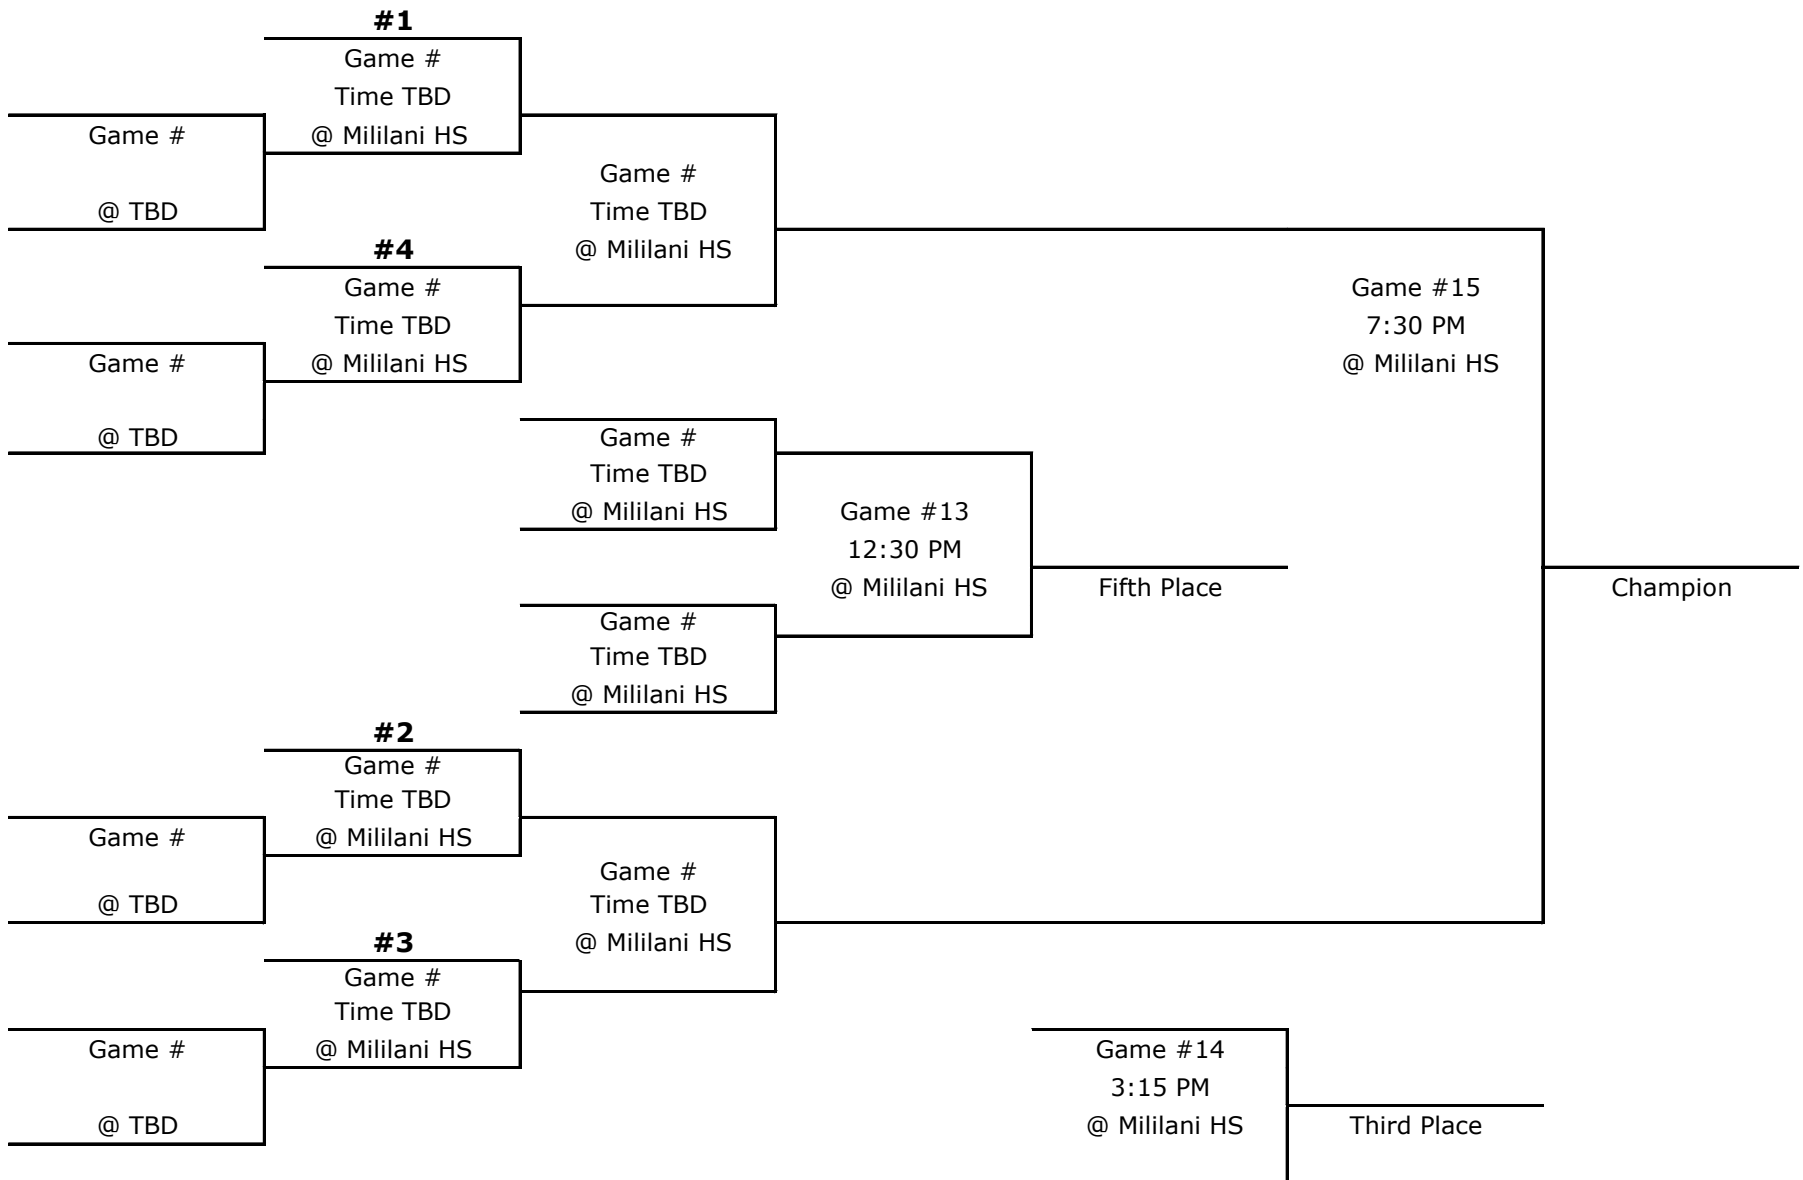 #1
Game #
Time TBD
@ Mililani HS
Game #
@ TBD
Game #
Time TBD
@ Mililani HS
#4
Game #
Time TBD
@ Mililani HS
Game #
@ TBD
Game #15
7:30 PM
@ Mililani HS
Game #
Time TBD
@ Mililani HS
Game #13
12:30 PM
@ Mililani HS
Fifth Place
Champion
Game #
Time TBD
@ Mililani HS
#2
Game #
Time TBD
@ Mililani HS
Game #
@ TBD
Game #
Time TBD
@ Mililani HS
#3
Game #
Time TBD
@ Mililani HS
Game #
@ TBD
Game #14
3:15 PM
@ Mililani HS
Third Place